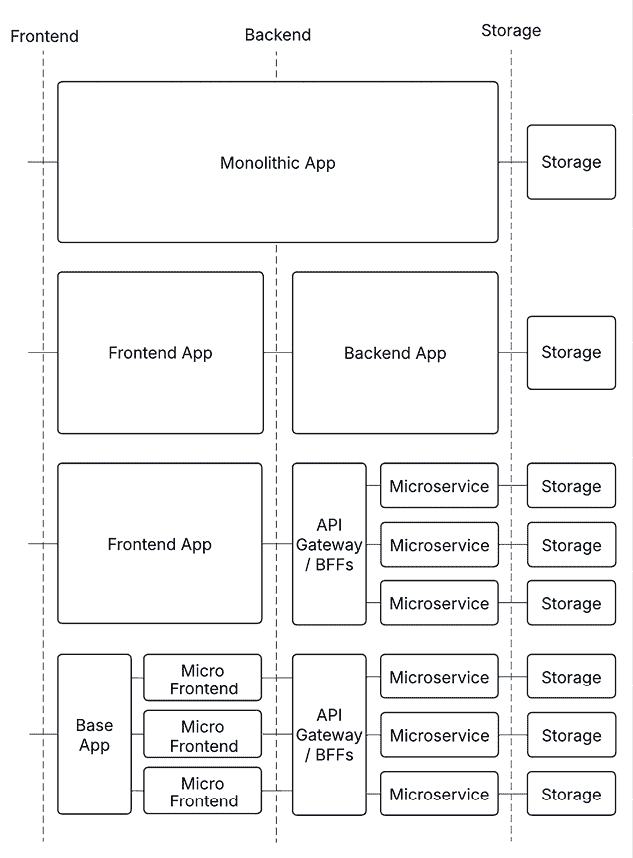 Frontend
Backend
Storage
Monolithic App
Storage
Frontend App
Backend App
Storage
Frontend App
API
Gateway
/ BFFs
Microservice
Storage
Microservice
Storage
Microservice
Storage
Base
App
Micro
Frontend
Micro
Frontend
Micro
Frontend
API
Gateway
/ BFFs
Microservice
Storage
Microservice
Storage
Microservice
Storage